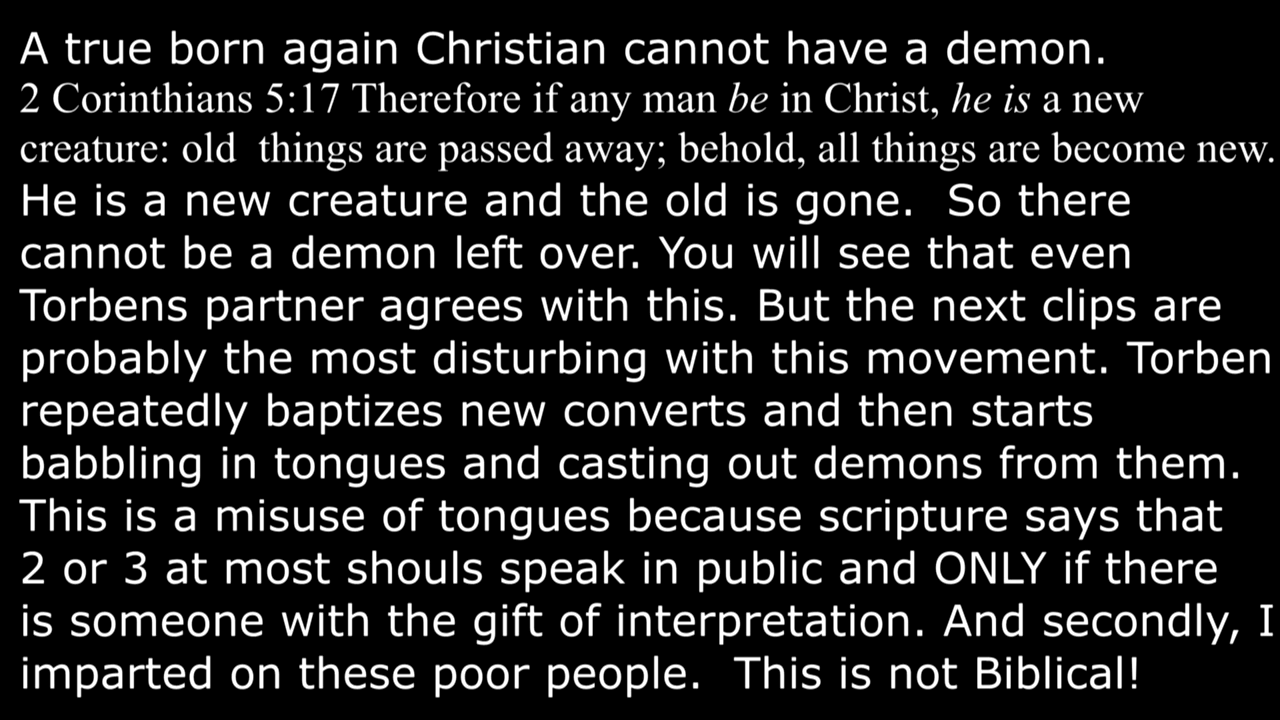 A true born again Christian cannot have a demon.
2 Corinthians 5:17 Therefore if any man be in Christ, he is a new
creature: old  things are passed away; behold, all things are become new.
He is a new creature and the old is gone.  So there
cannot be a demon left over. You will see that even
Torbens partner agrees with this. But the next clips are
probably the most disturbing with this movement. Torben
repeatedly baptizes new converts and then starts
babbling in tongues and casting out demons from them.
This is a misuse of tongues because scripture says that
2 or 3 at most shouls speak in public and ONLY if there
is someone with the gift of interpretation. And secondly, I
imparted on these poor people.  This is not Biblical!